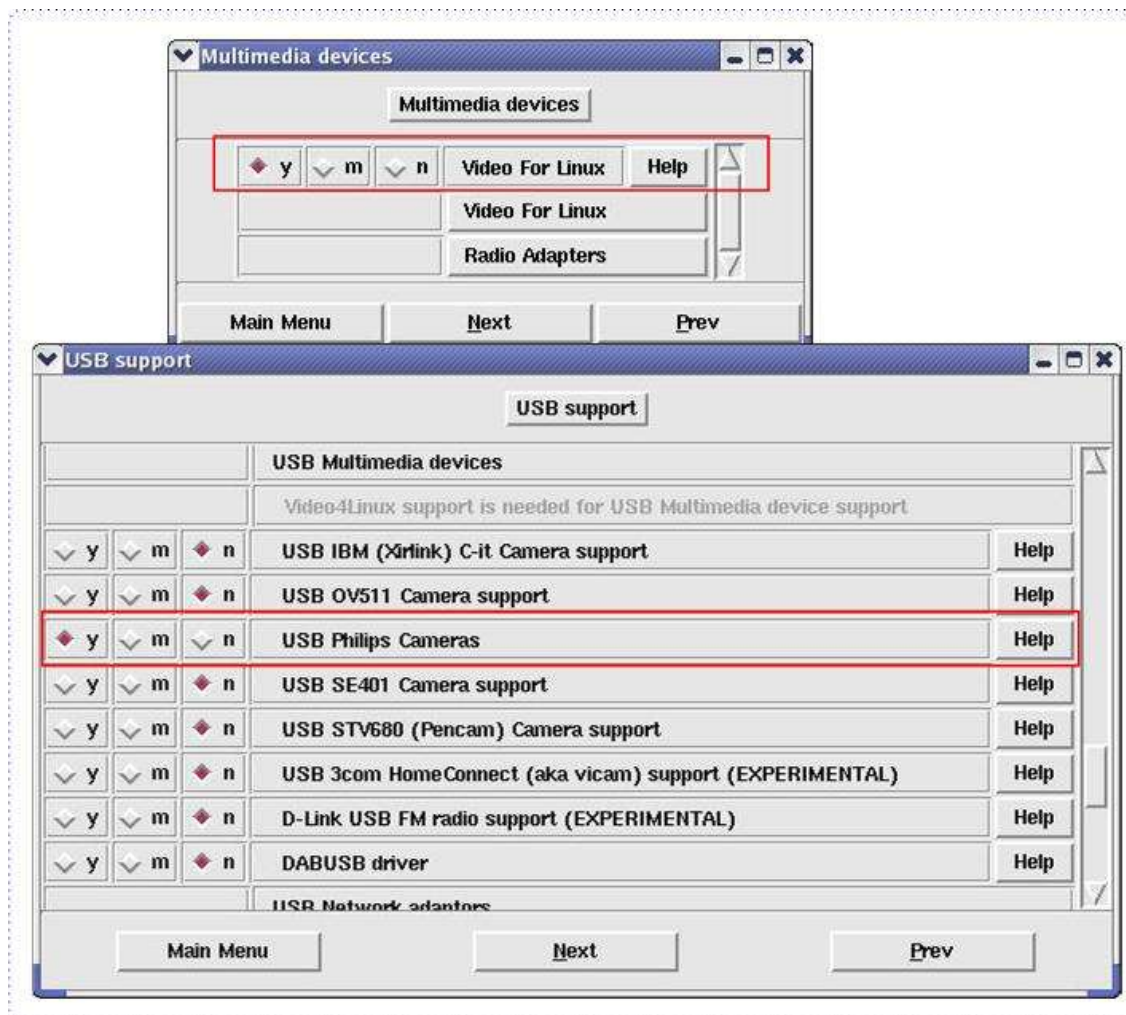 Multimedia devices
Multimedia devices
y m n Video For Linux Help
Video For Linux
Radio Adapters
Main Menu Next Prev
USB support
USB support
USB Multimedia devices
Video4Linux support is needed for USB Multimedia device support
y m n USB IBM (Xirlink) C-it Camera support Help
y m n USB OV511 Camera support Help
y m n USB Philips Cameras Help
y m n USB SE401 Camera support Help
y m n USB STV680 (Pencam) Camera support Help
y m n USB 3com HomeConnect (aka vicam) support (EXPERIMENTAL) Help
y m n D-Link USB FM radio support (EXPERIMENTAL) Help
y m n DABUSB driver Help
USB Network adaptors
Main Menu Next Prev